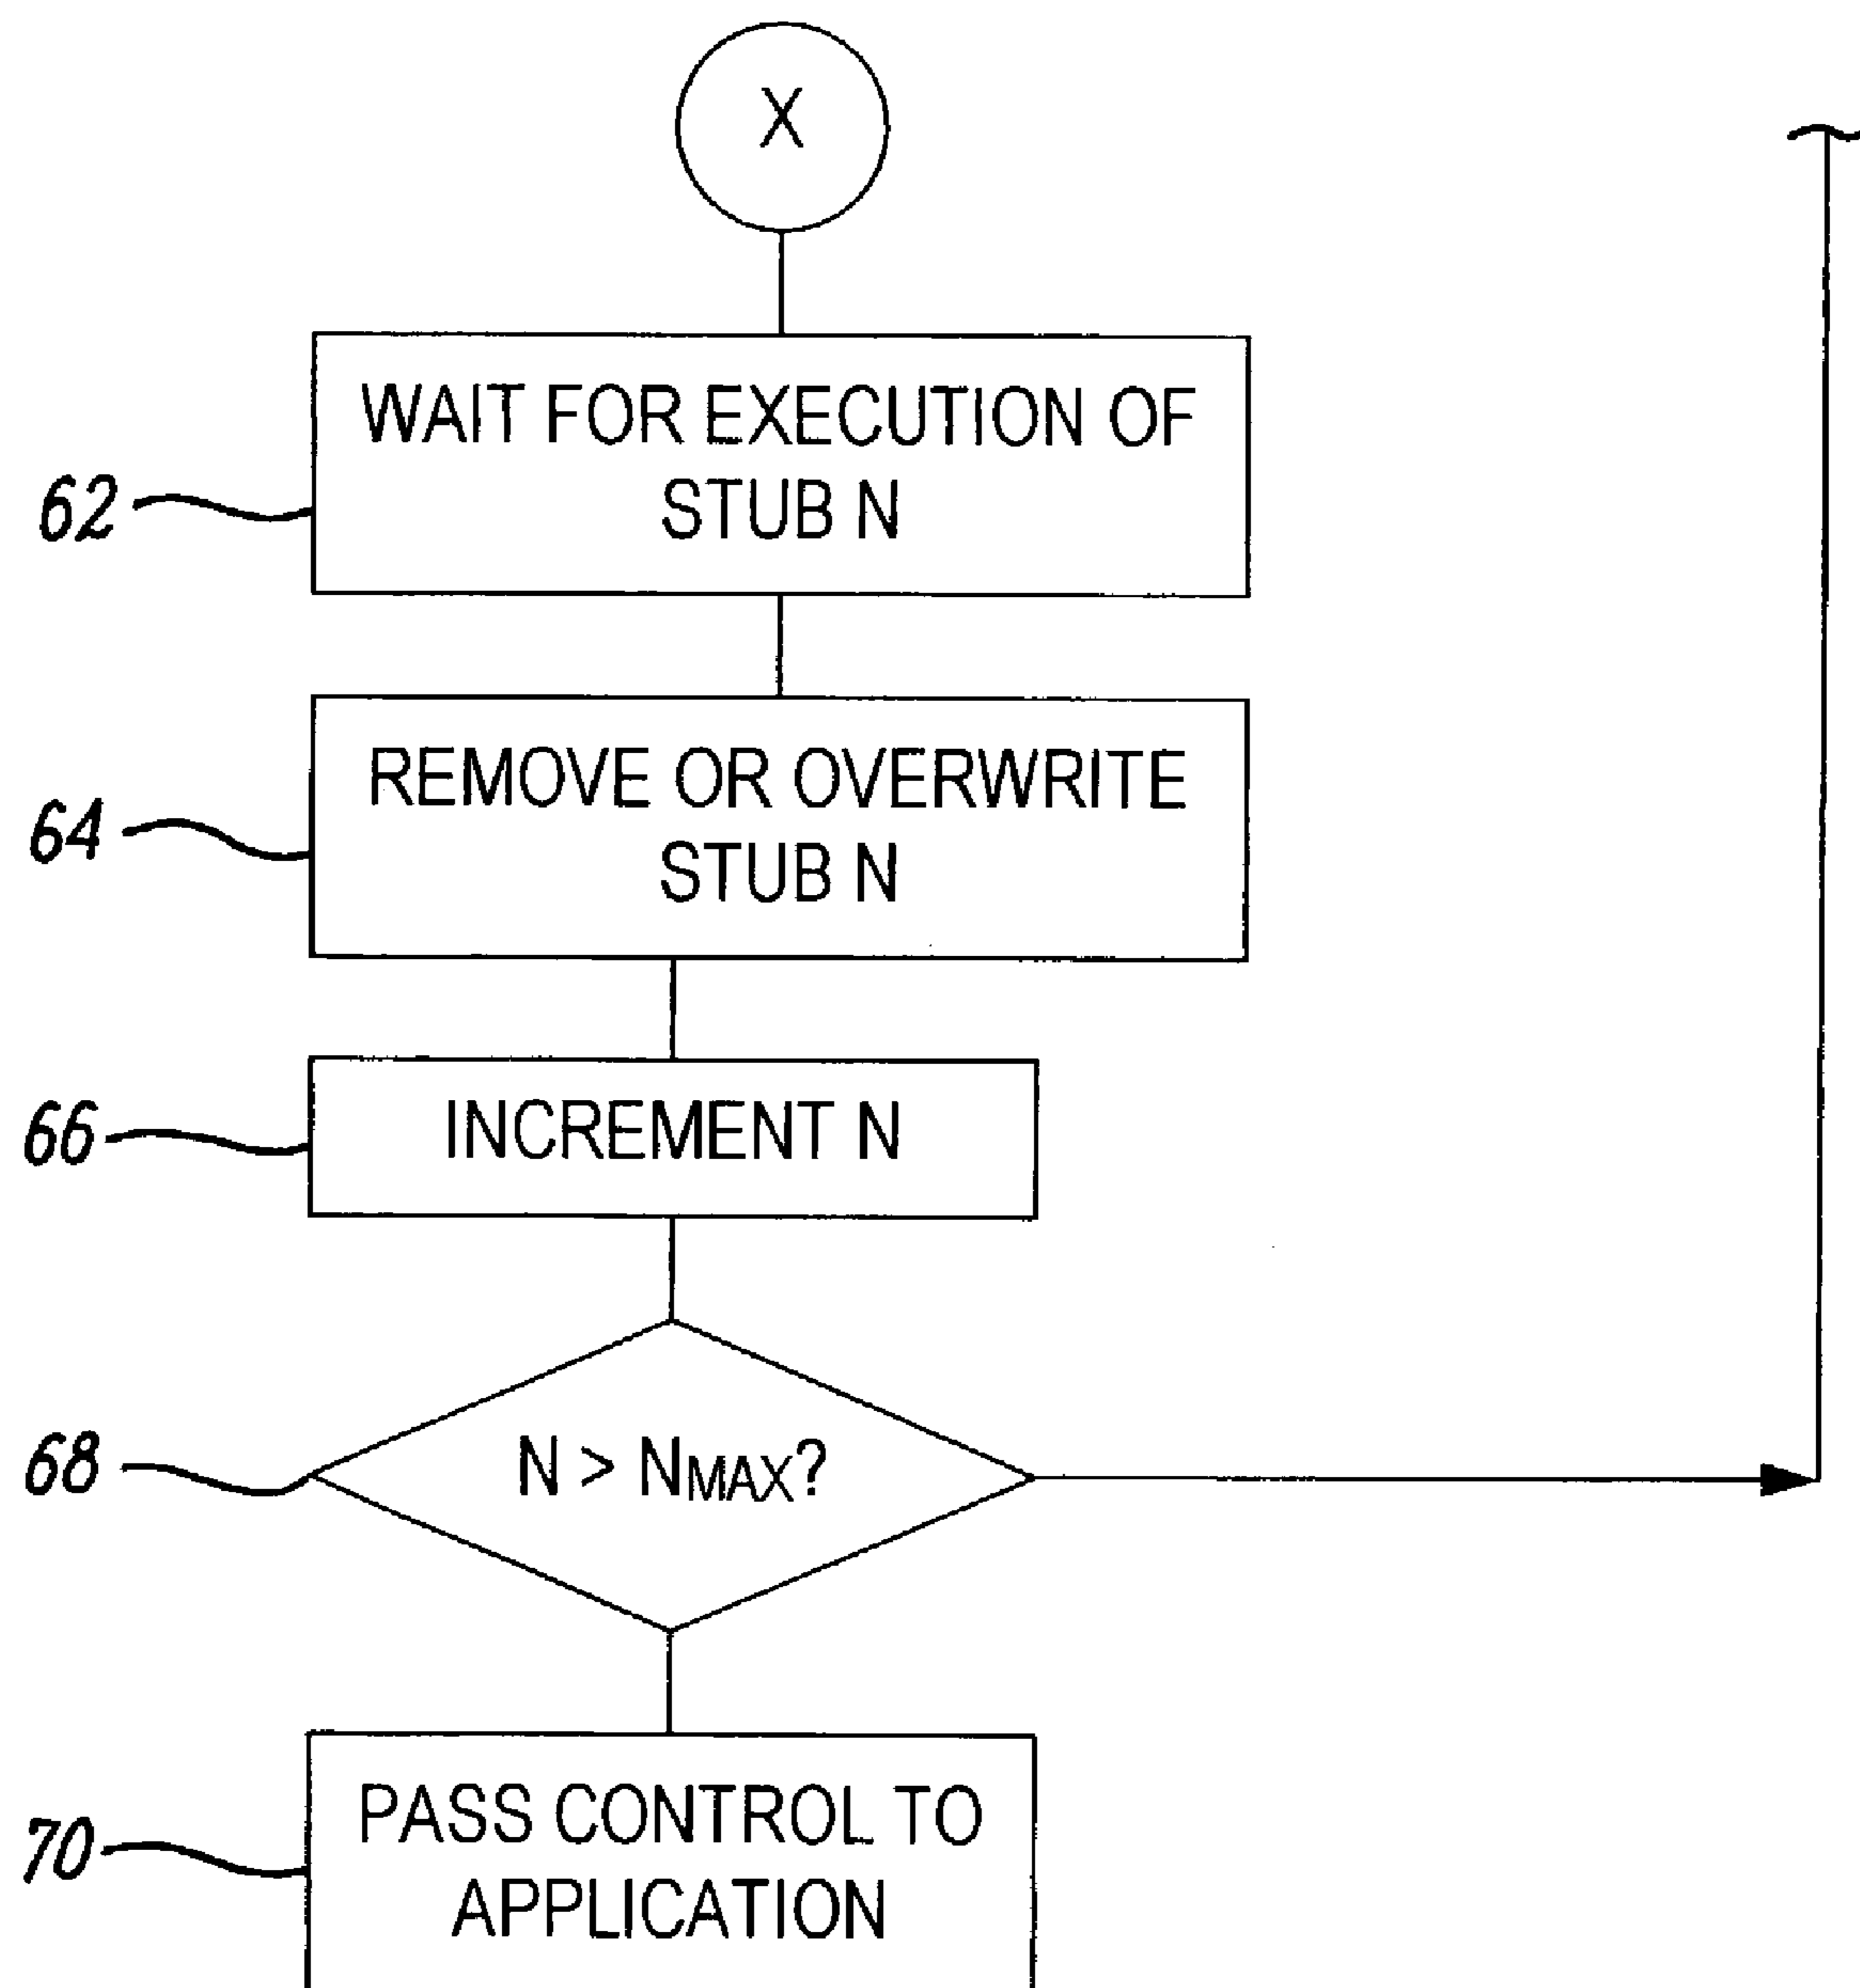 X
WAIT FOR EXECUTION OF
STUB N
62
REMOVE OR OVERWRITE
STUB N
64
INCREMENT N
66
N > NMAX?
68
PASS CONTROL TO
APPLICATION
70